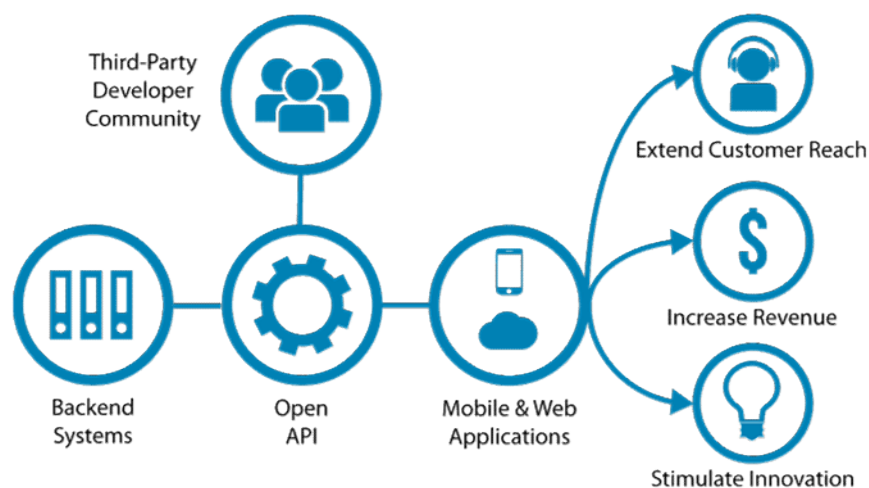 Third-Party
Developer
Community
Extend Customer Reach
$
Increase Revenue
Backend
Systems
Open
API
Mobile & Web
Applications
Stimulate Innovation